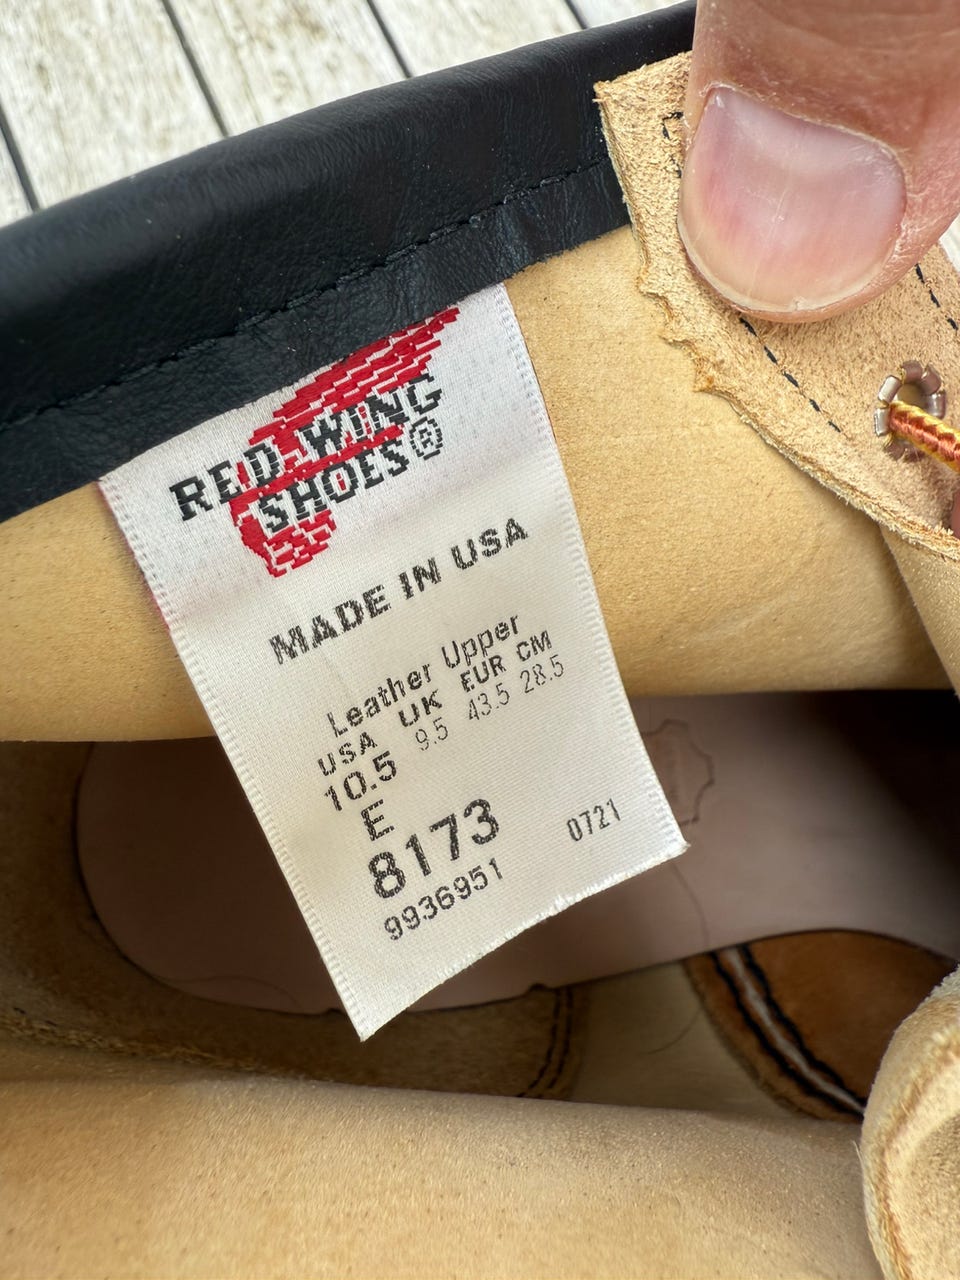 RED WING
SHOES®
MADE IN USA
Leather Upper
USA UK EUR CM
10.5 9.5 43.5 28.5
E
8173 0721
9936951